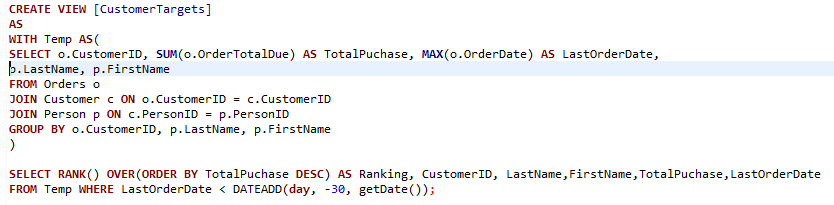 CREATE VIEW [CustomerTargets]
AS
WITH Temp AS(
SELECT o.CustomerID, SUM(o.OrderTotalDue) AS TotalPuchase, MAX(o.OrderDate) AS LastOrderDate,
p.LastName, p.FirstName
FROM Orders o
JOIN Customer c ON o.CustomerID = c.CustomerID
JOIN Person p ON c.PersonID = p.PersonID
GROUP BY o.CustomerID, p.LastName, p.FirstName
)
SELECT RANK() OVER(ORDER BY TotalPuchase DESC) AS Ranking, CustomerID, LastName,FirstName,TotalPuchase,LastOrderDate
FROM Temp WHERE LastOrderDate < DATEADD(day, -30, getDate());